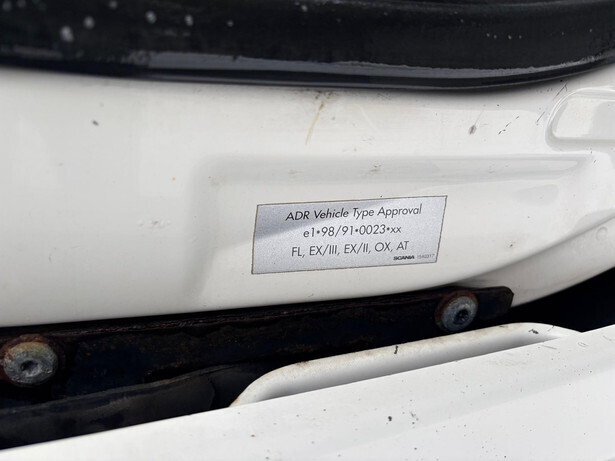 ADR Vehicle Type Approval
e1*98/91*0023*xx
FL, EX/III, EX/II, OX, AT
SCANIA